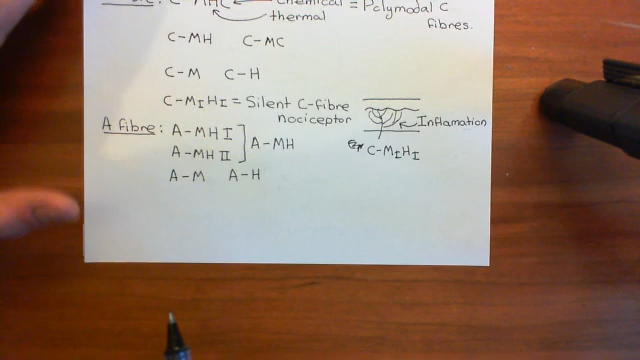 C-MHC chemical = Polymodal C
thermal fibres.
C-MH C-MC
C-M C-H
C-MIHI = Silent C-fibre
nociceptor
Inflamation
C-MIHI
A fibre: A-MH I
A-MH II
A-MH
A-M A-H